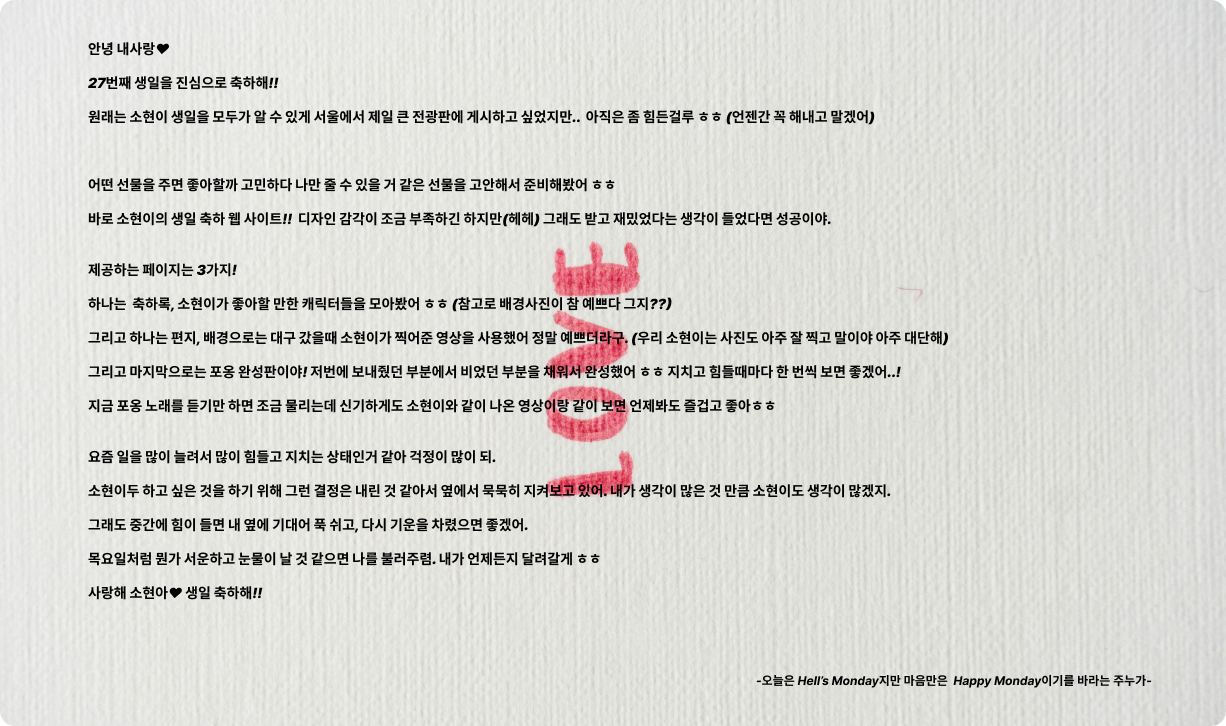 안녕 내사랑♥
27번째 생일을 진심으로 축하해!!
원래는 소현이 생일을 모두가 알 수 있게 서울에서 제일 큰 전광판에 게시하고 싶었지만.. 아직은 좀 힘든걸루 ㅎㅎ (언젠간 꼭 해내고 말겠어)
어떤 선물을 주면 좋아할까 고민하다 나만 줄 수 있을 거 같은 선물을 고안해서 준비해봤어 ㅎㅎ
바로 소현이의 생일 축하 웹 사이트!! 디자인 감각이 조금 부족하긴 하지만(헤헤) 그래도 받고 재밌었다는 생각이 들었다면 성공이야.
제공하는 페이지는 3가지!
하나는 축하록, 소현이가 좋아할 만한 캐릭터들을 모아봤어 ㅎㅎ (참고로 배경사진이 참 예쁘다 그지??)
그리고 하나는 편지, 배경으로는 대구 갔을때 소현이가 찍어준 영상을 사용했어 정말 예쁘더라구. (우리 소현이는 사진도 아주 잘 찍고 말이야 아주 대단해)
그리고 마지막으로는 포옹 완성판이야! 저번에 보내줬던 부분에서 비었던 부분을 채워서 완성했어 ㅎㅎ 지치고 힘들때마다 한 번씩 보면 좋겠어..!
지금 포옹 노래를 듣기만 하면 조금 물리는데 신기하게도 소현이와 같이 나온 영상이랑 같이 보면 언제봐도 즐겁고 좋아ㅎㅎ
요즘 일을 많이 늘려서 많이 힘들고 지치는 상태인거 같아 걱정이 많이 되.
소현이두 하고 싶은 것을 하기 위해 그런 결정은 내린 것 같아서 옆에서 묵묵히 지켜보고 있어. 내가 생각이 많은 것 만큼 소현이도 생각이 많겠지.
그래도 중간에 힘이 들면 내 옆에 기대어 푹 쉬고, 다시 기운을 차렸으면 좋겠어.
목요일처럼 뭔가 서운하고 눈물이 날 것 같으면 나를 불러주렴. 내가 언제든지 달려갈게 ㅎㅎ
사랑해 소현아♥ 생일 축하해!!
LOVE
-오늘은 Hell's Monday지만 마음만은 Happy Monday이기를 바라는 주누가-